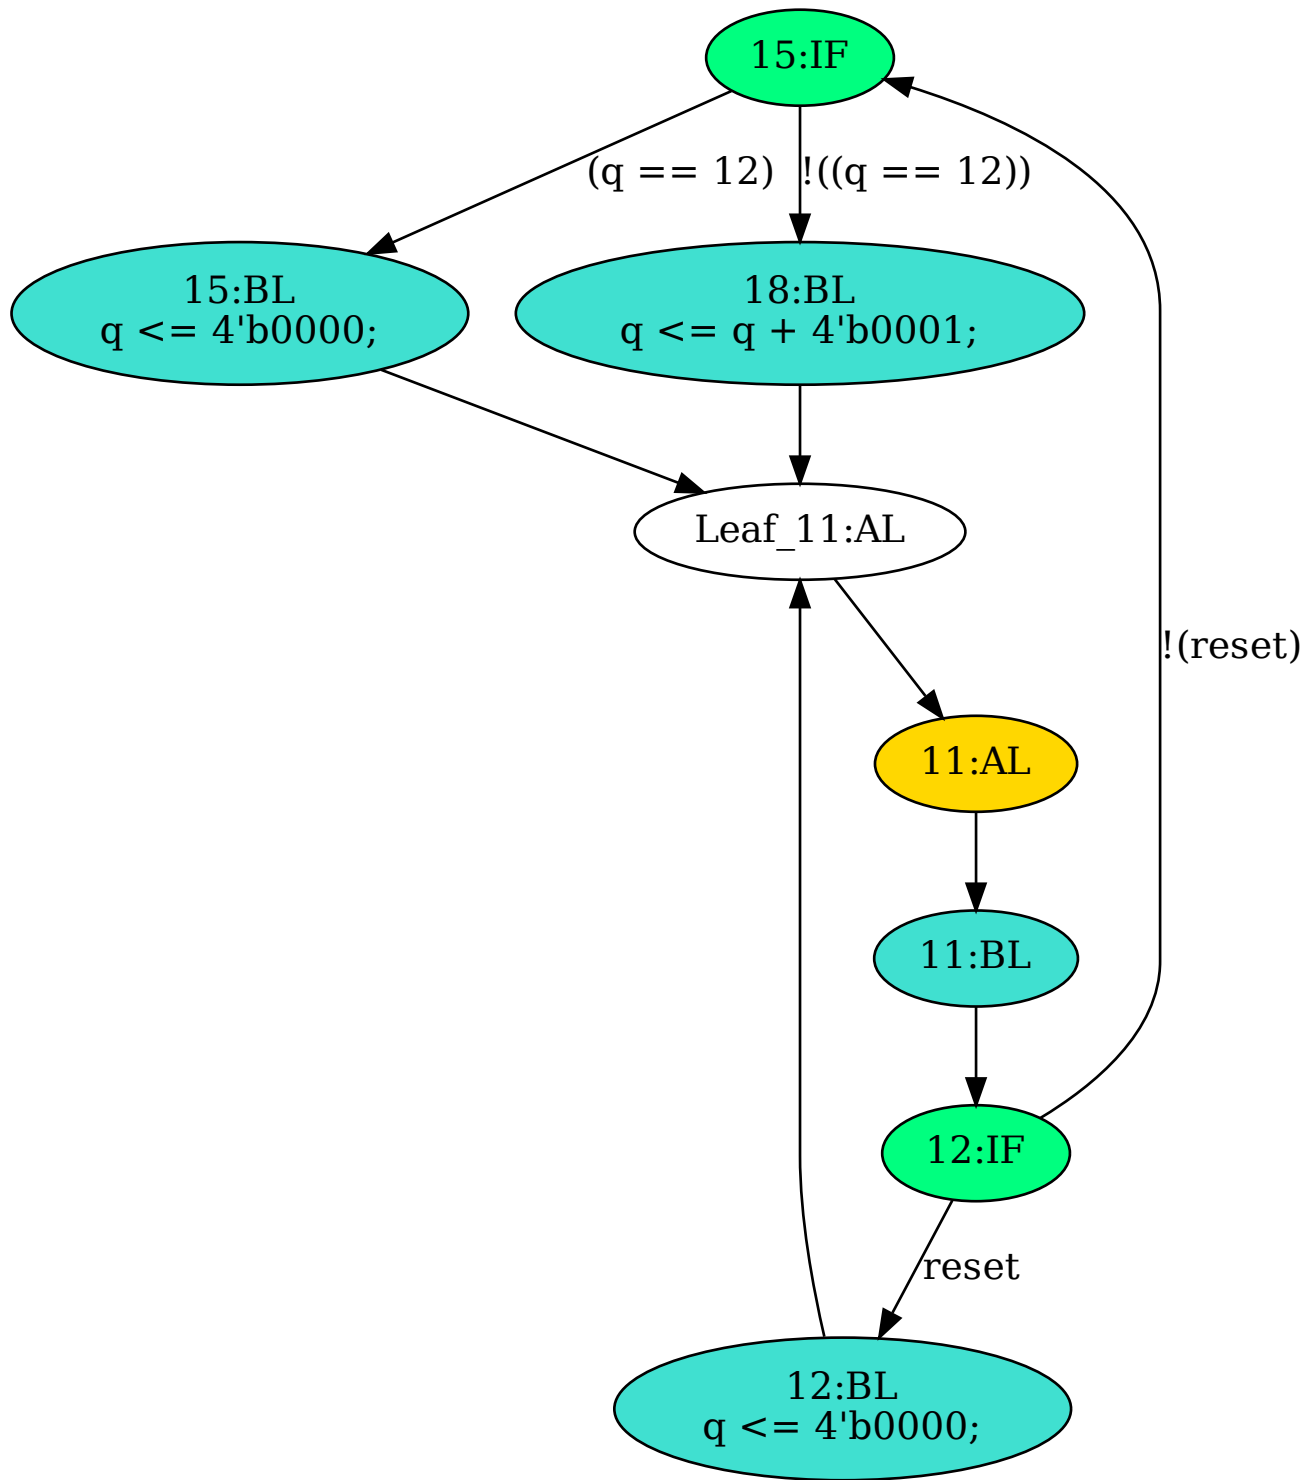 15:IF
(q == 12)
!((q == 12))
15:BL
q <= 4'b0000;
18:BL
q <= q + 4'b0001;
Leaf_11:AL
!(reset)
11:AL
11:BL
12:IF
reset
12:BL
q <= 4'b0000;